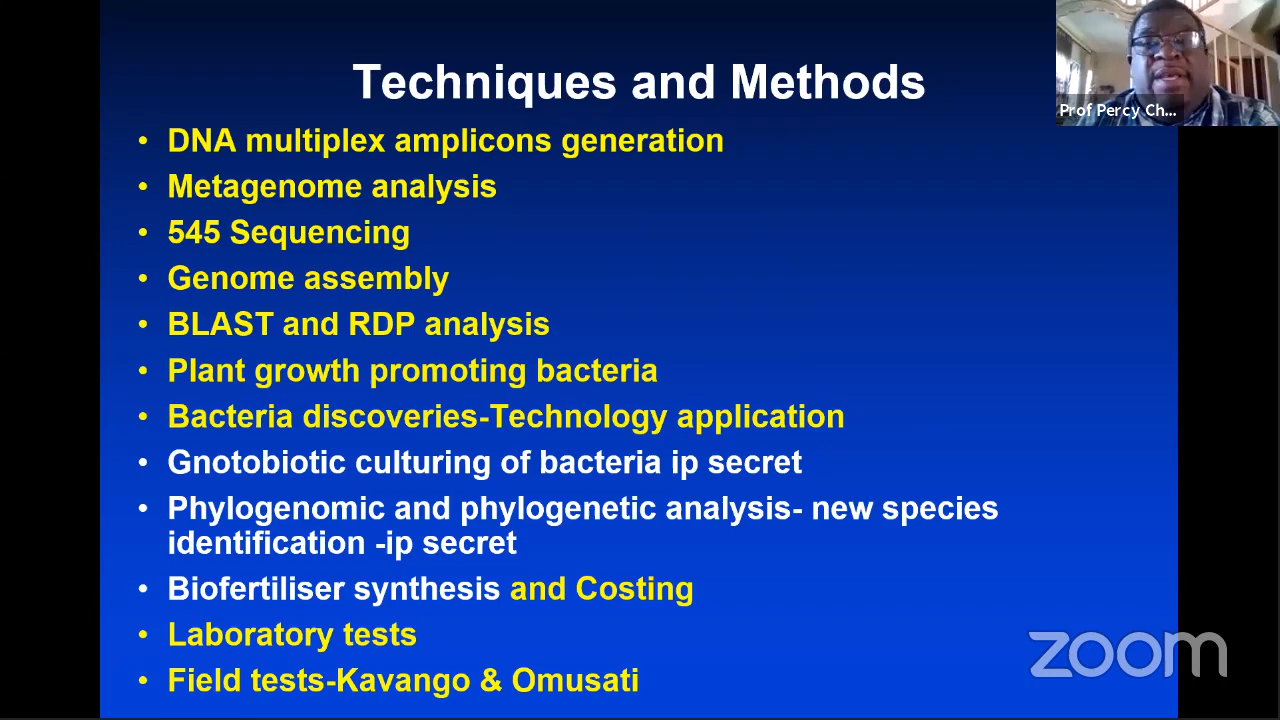 Techniques and Methods
Prof Percy Ch...
• DNA multiplex amplicons generation
• Metagenome analysis
• 545 Sequencing
• Genome assembly
• BLAST and RDP analysis
• Plant growth promoting bacteria
• Bacteria discoveries-Technology application
• Gnotobiotic culturing of bacteria ip secret
• Phylogenomic and phylogenetic analysis- new species
identification -ip secret
• Biofertiliser synthesis and Costing
• Laboratory tests
• Field tests-Kavango & Omusati
zoom